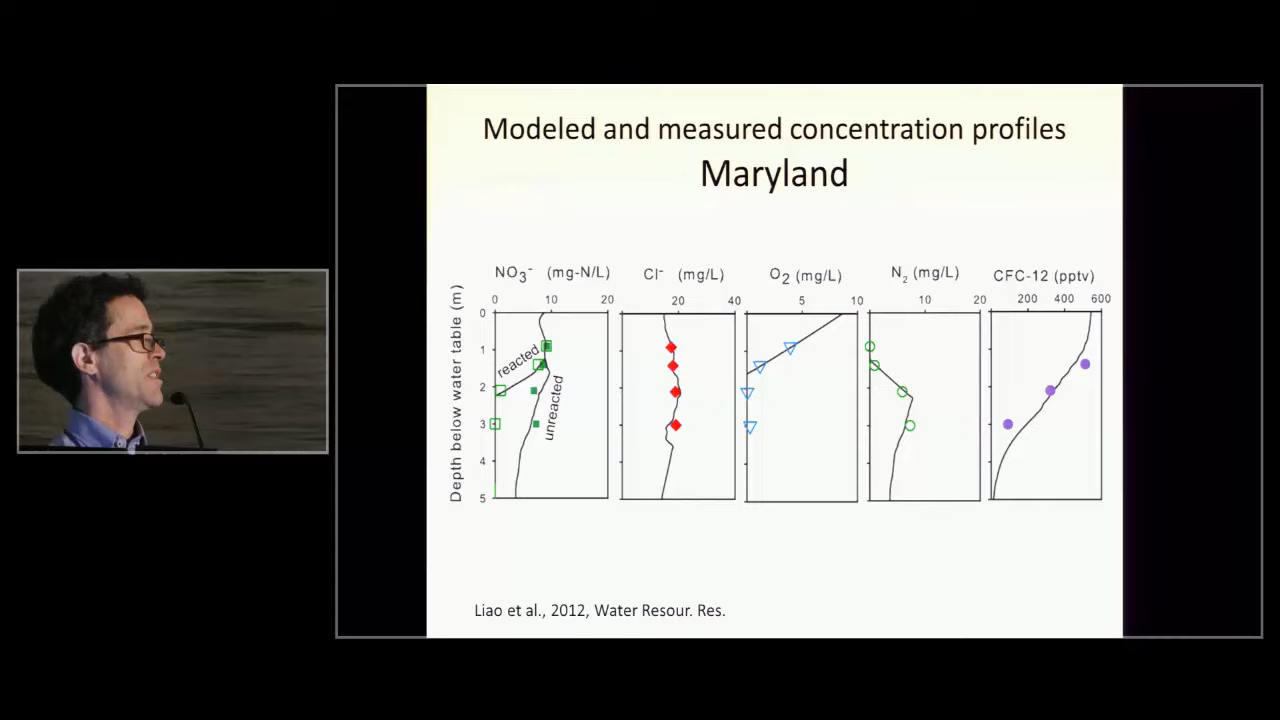 Modeled and measured concentration profiles
Maryland
NO₃⁻ (mg-N/L)
Cl⁻ (mg/L)
O₂ (mg/L)
N₂ (mg/L)
CFC-12 (pptv)
0 10 20
20 40
5 10
10 20
200 400 600
Depth below water table (m)
0
1
2
3
4
5
reacted
unreacted
Liao et al., 2012, Water Resour. Res.